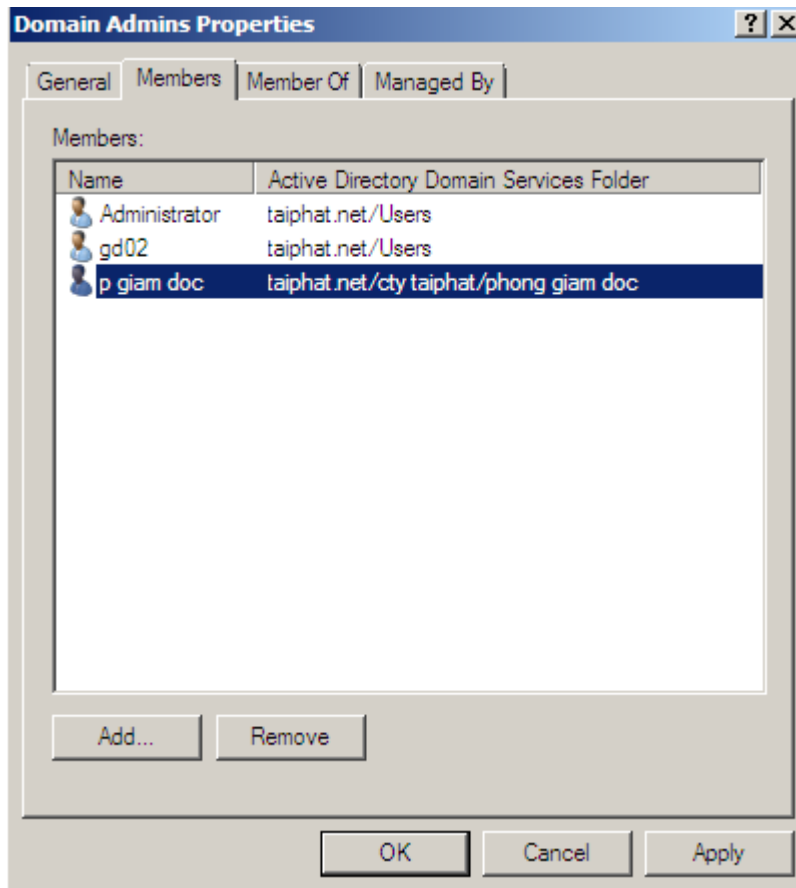 Domain Admins Properties
General Members Member Of Managed By
Members:
Name Active Directory Domain Services Folder
Administrator taiphat.net/Users
gd02 taiphat.net/Users
p giam doc taiphat.net/cty taiphat/phong giam doc
Add... Remove
OK Cancel Apply